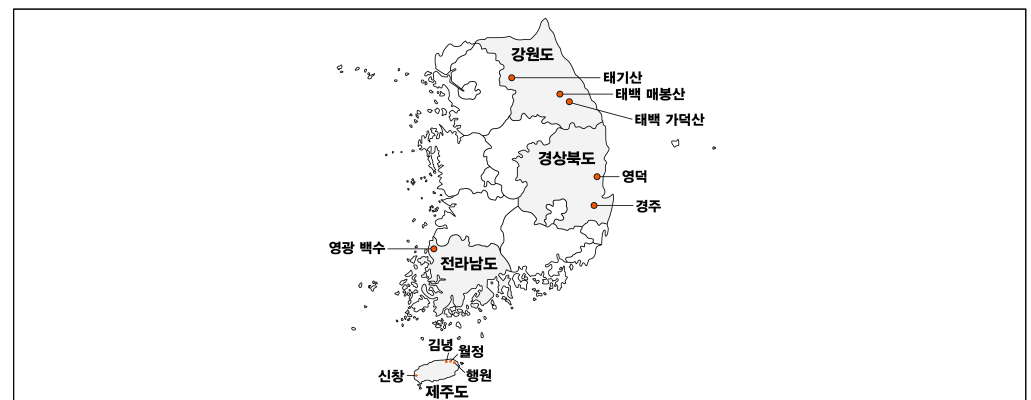 강원도
태기산
태백 매봉산
태백 가덕산
경상북도
영덕
경주
영광 백수
전라남도
김녕
월정
신창
행원
제주도